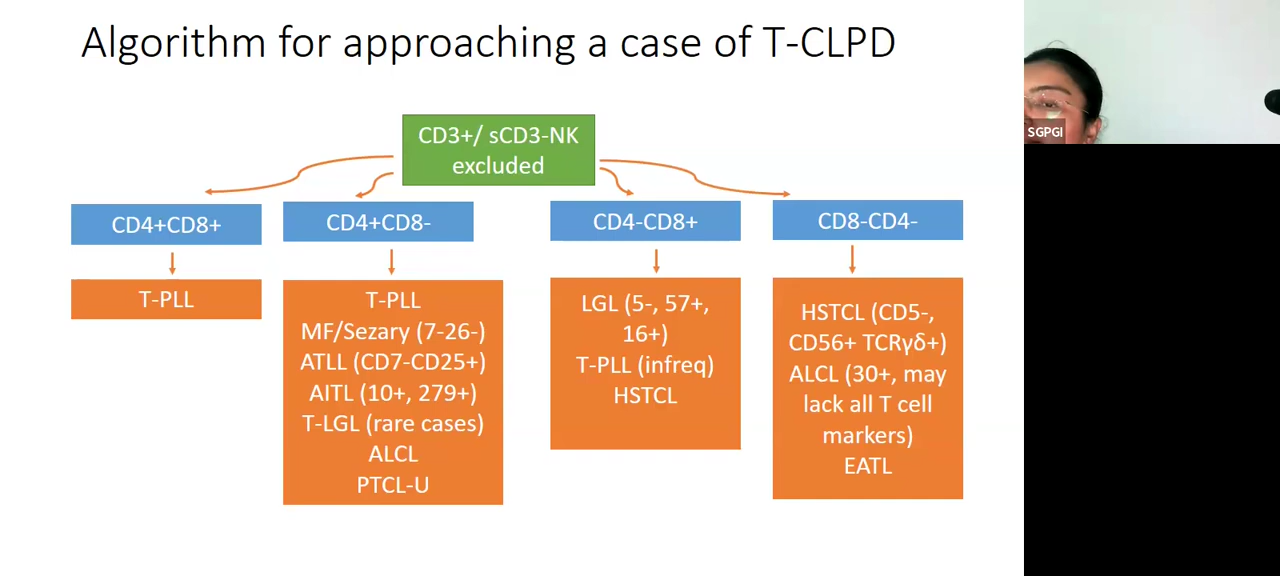 Algorithm for approaching a case of T-CLPD
SGPGI
CD3+/ sCD3-NK
excluded
CD4+CD8+
CD4+CD8-
CD4-CD8+
CD8-CD4-
T-PLL
T-PLL
MF/Sezary (7-26-)
ATLL (CD7-CD25+)
AITL (10+, 279+)
T-LGL (rare cases)
ALCL
PTCL-U
LGL (5-, 57+,
16+)
T-PLL (infreq)
HSTCL
HSTCL (CD5-,
CD56+ TCRγδ+)
ALCL (30+, may
lack all T cell
markers)
EATL